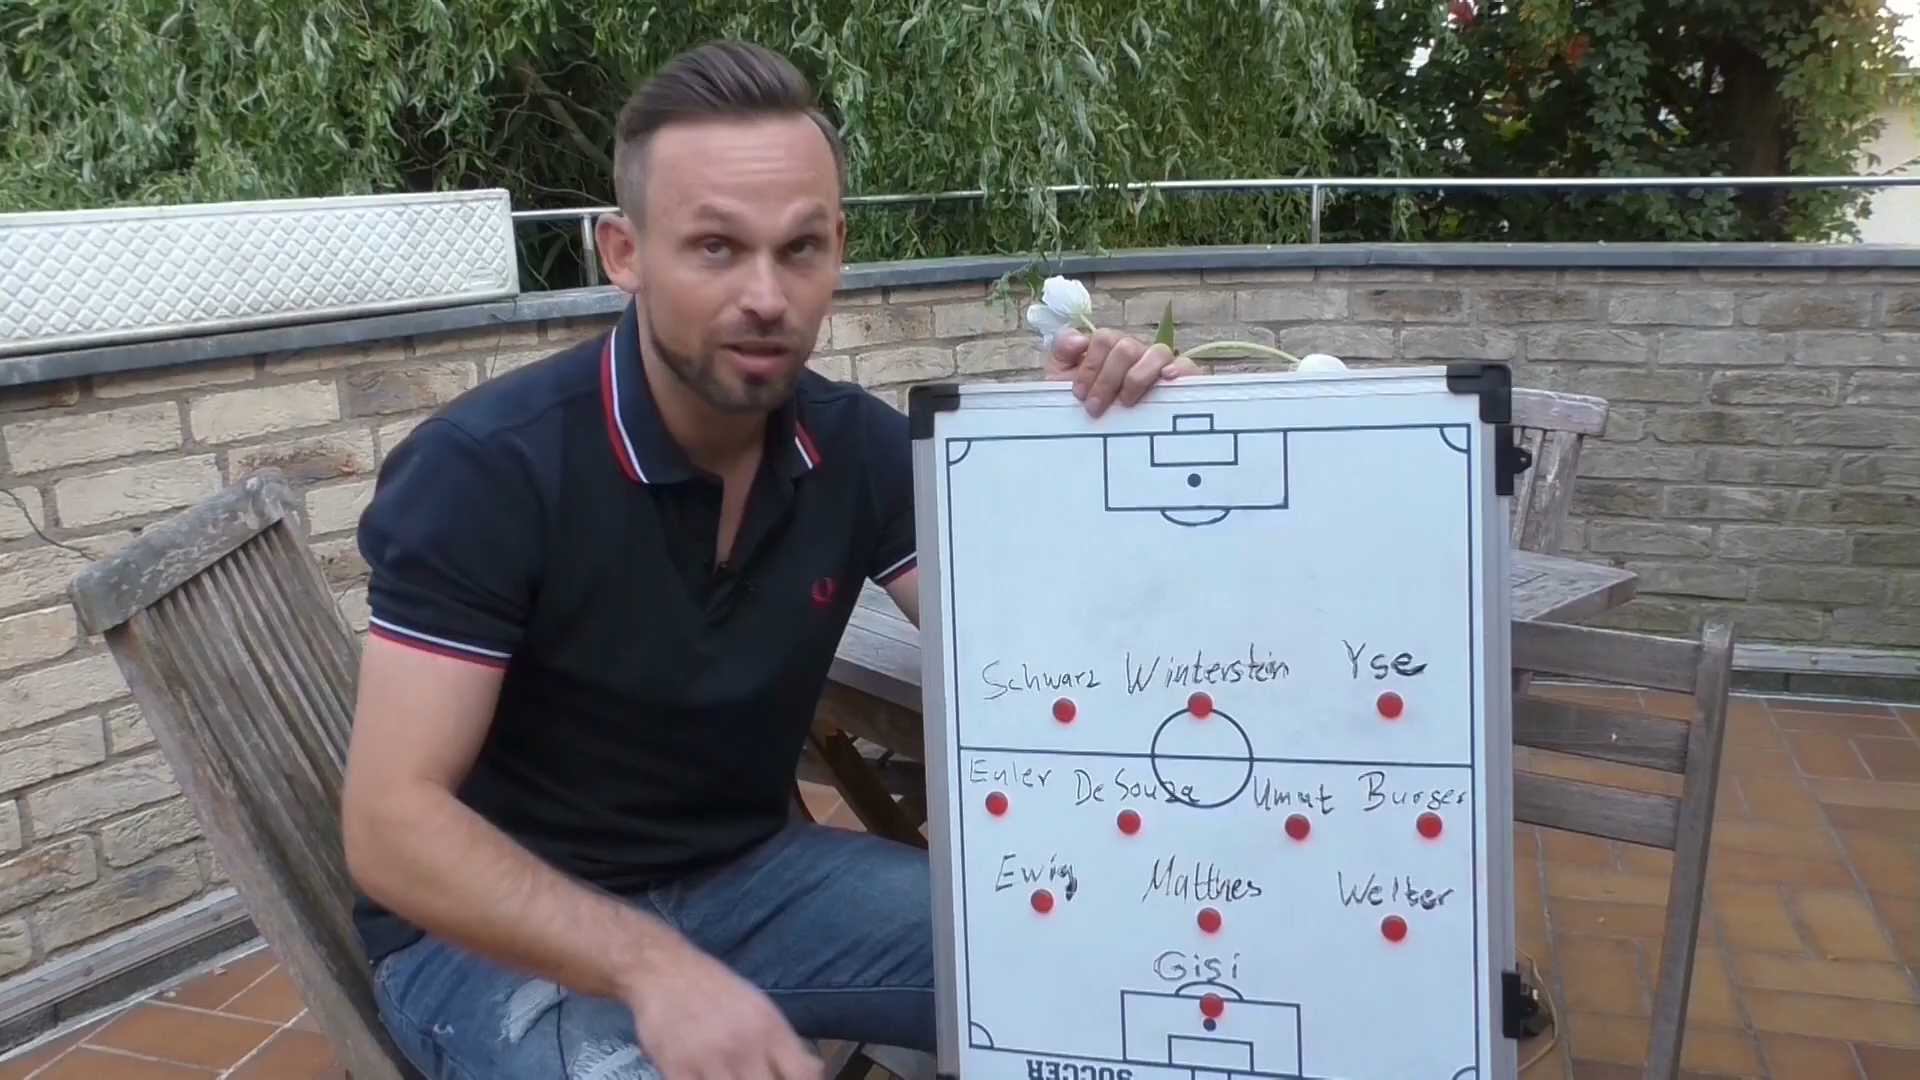 Schwarz Winterstein Yse
Euler De Souza Umut Burger
Ewig Matthes Welter
Gisi
SOCCER